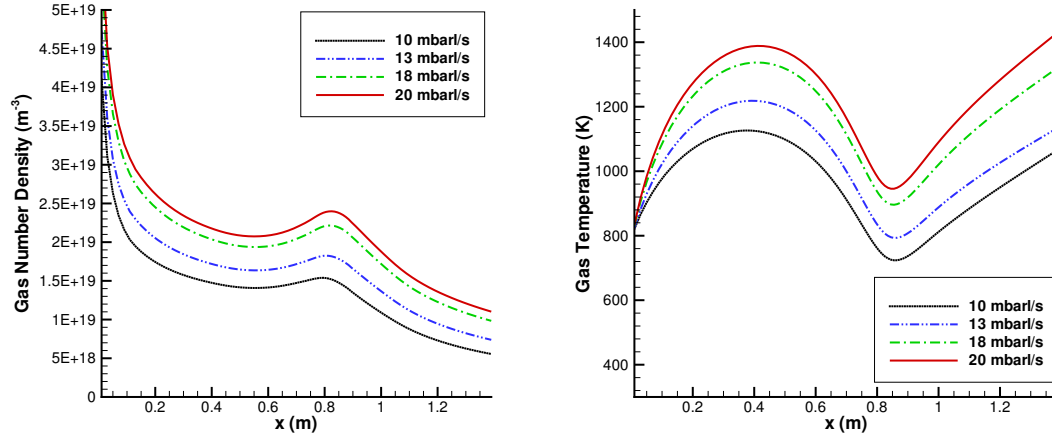 Gas Number Density (m⁻³)
5E+19
4.5E+19
4E+19
3.5E+19
3E+19
2.5E+19
2E+19
1.5E+19
1E+19
5E+18
0
0.2 0.4 0.6 0.8 1 1.2
x (m)
10 mbarl/s
13 mbarl/s
18 mbarl/s
20 mbarl/s
Gas Temperature (K)
1400
1200
1000
800
600
400
0.2 0.4 0.6 0.8 1 1.2
x (m)
10 mbarl/s
13 mbarl/s
18 mbarl/s
20 mbarl/s